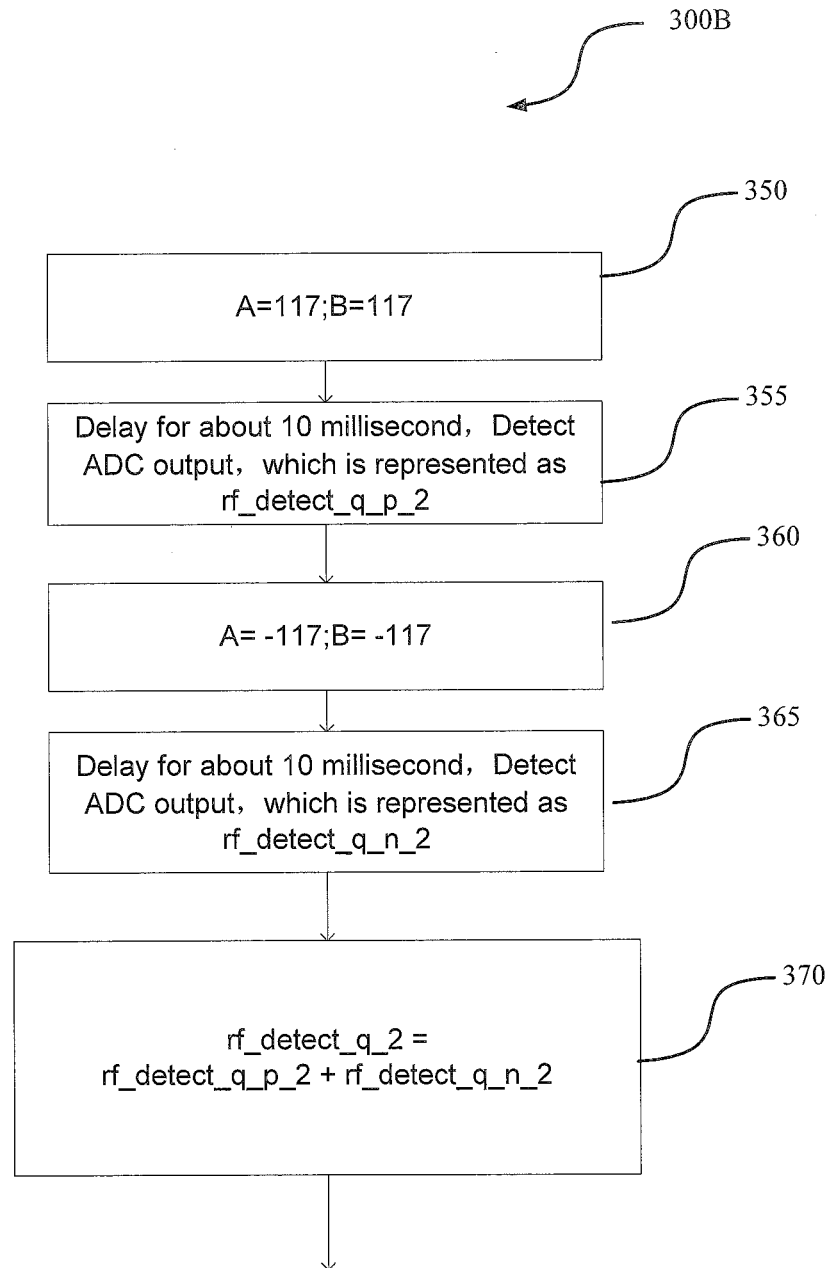 300B
350
A=117;B=117
355
Delay for about 10 millisecond，Detect
ADC output，which is represented as
rf_detect_q_p_2
360
A= -117;B= -117
365
Delay for about 10 millisecond，Detect
ADC output，which is represented as
rf_detect_q_n_2
370
rf_detect_q_2 =
rf_detect_q_p_2 + rf_detect_q_n_2